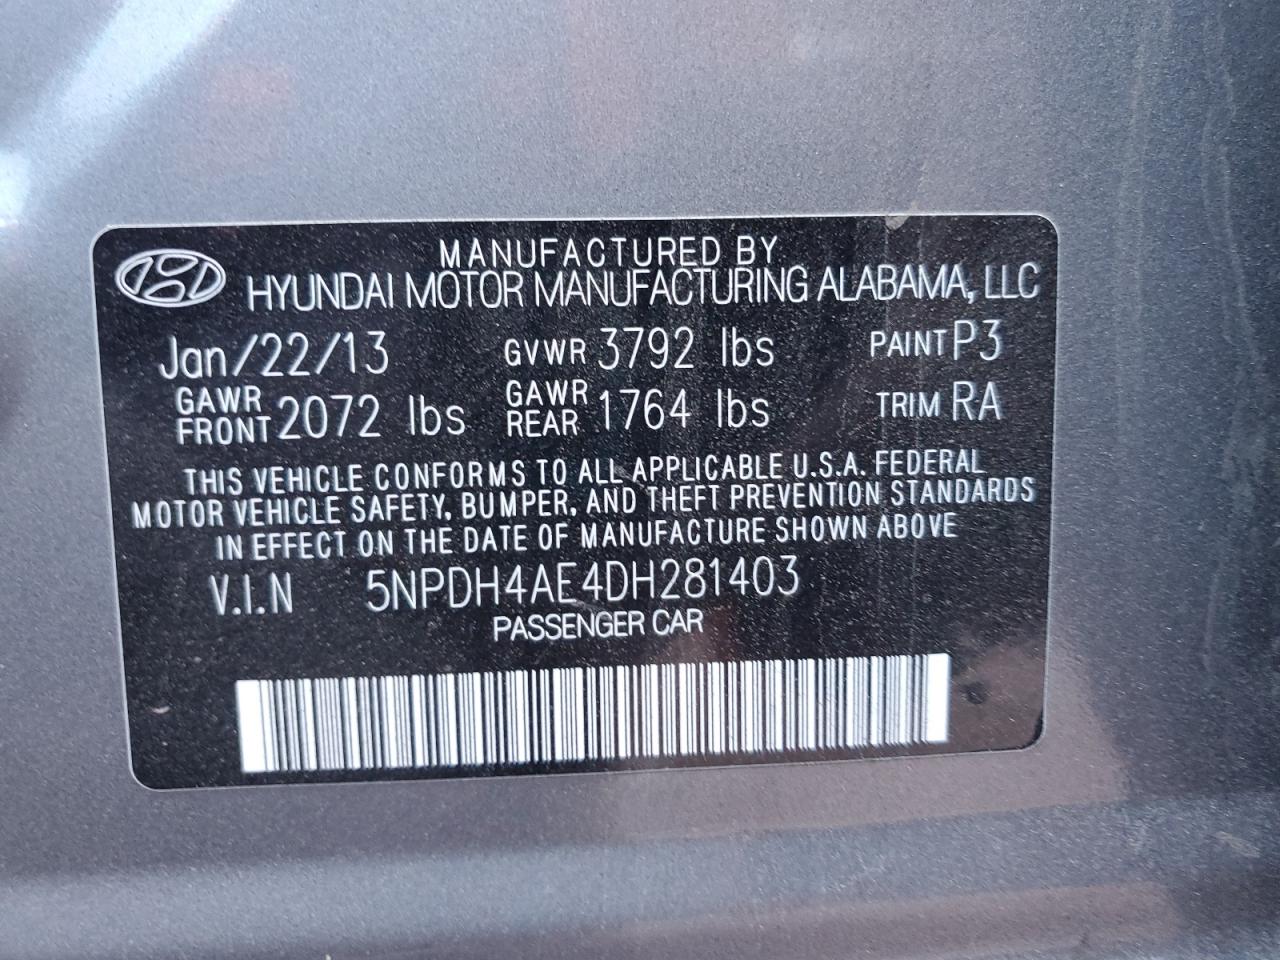 MANUFACTURED BY
HYUNDAI MOTOR MANUFACTURING ALABAMA, LLC
Jan/22/13 GVWR 3792 lbs PAINT P3
GAWR FRONT 2072 lbs GAWR REAR 1764 lbs TRIM RA
THIS VEHICLE CONFORMS TO ALL APPLICABLE U.S.A. FEDERAL
MOTOR VEHICLE SAFETY, BUMPER, AND THEFT PREVENTION STANDARDS
IN EFFECT ON THE DATE OF MANUFACTURE SHOWN ABOVE
V.I.N 5NPDH4AE4DH281403
PASSENGER CAR